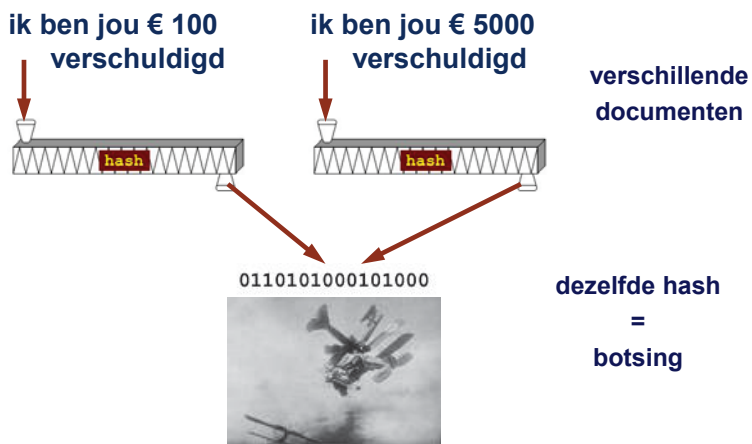 ik ben jou € 100
verschuldigd
ik ben jou € 5000
verschuldigd
verschillende
documenten
hash
hash
0110101000101000
dezelfde hash
=
botsing